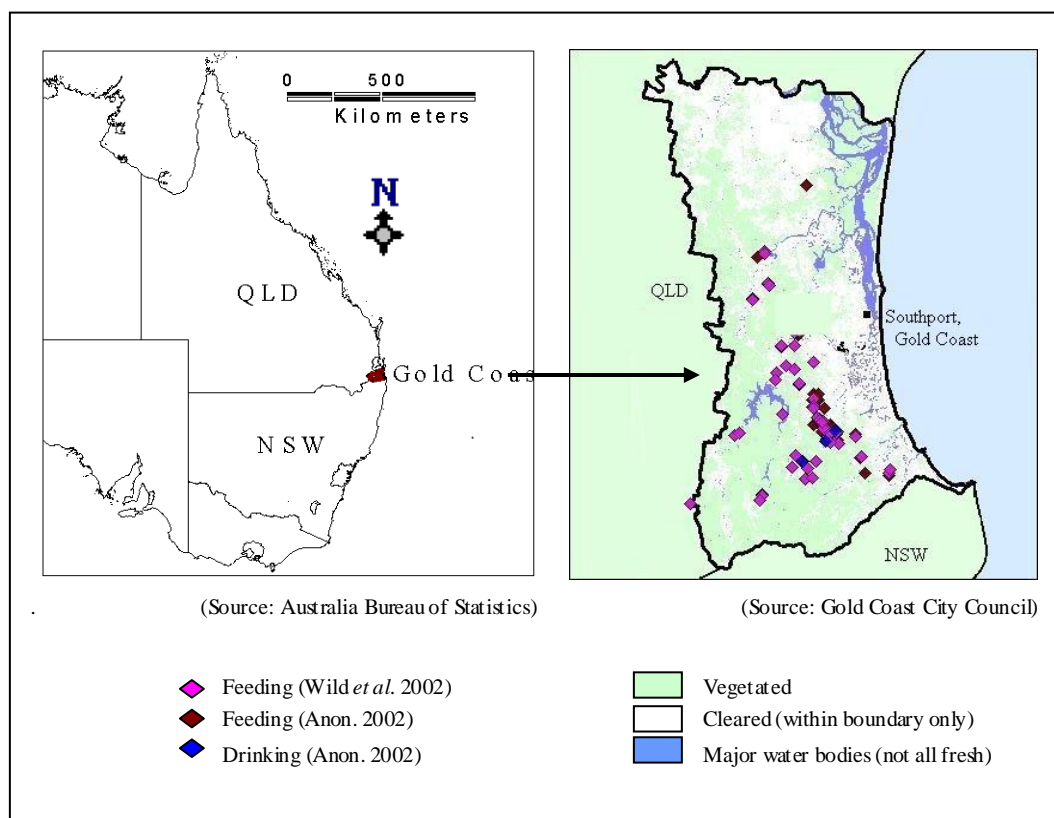 0 500
Kilometers
N
QLD
Gold Coas
NSW
QLD
Southport,
Gold Coast
NSW
. (Source: Australia Bureau of Statistics) (Source: Gold Coast City Council)
Feeding (Wild et al. 2002) Vegetated
Feeding (Anon. 2002) Cleared (within boundary only)
Drinking (Anon. 2002) Major water bodies (not all fresh)